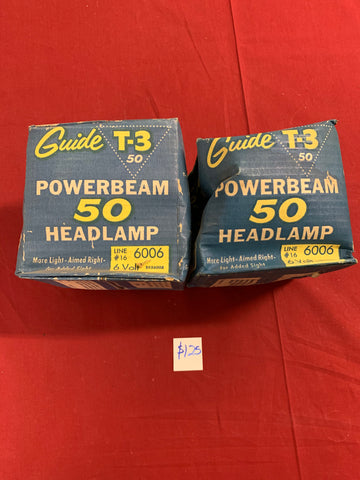 Guide T-3
50
POWERBEAM
50
HEADLAMP
LINE #16 6006
More Light - Aimed Right -
for Added Sight
6 Volt
Guide T-3
50
POWERBEAM
50
HEADLAMP
LINE #16 6006
More Light - Aimed Right -
for Added Sight
$125